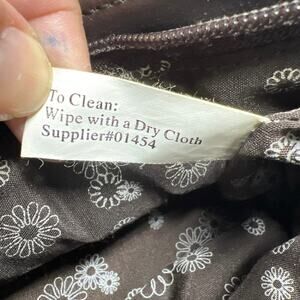 To Clean:
Wipe with a Dry Cloth
Supplier#01454